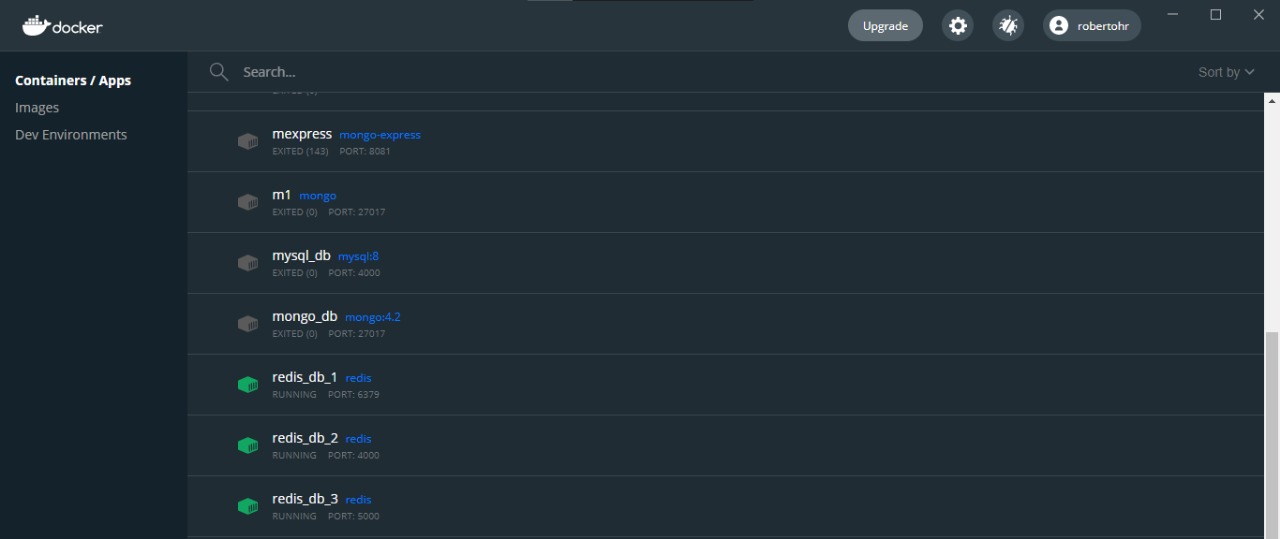 docker
Upgrade
robertohr
Containers / Apps
Images
Dev Environments
Search...
Sort by
mexpress mongo-express
EXITED (143) PORT: 8081
m1 mongo
EXITED (0) PORT: 27017
mysql_db mysql:8
EXITED (0) PORT: 4000
mongo_db mongo:4.2
EXITED (0) PORT: 27017
redis_db_1 redis
RUNNING PORT: 6379
redis_db_2 redis
RUNNING PORT: 4000
redis_db_3 redis
RUNNING PORT: 5000